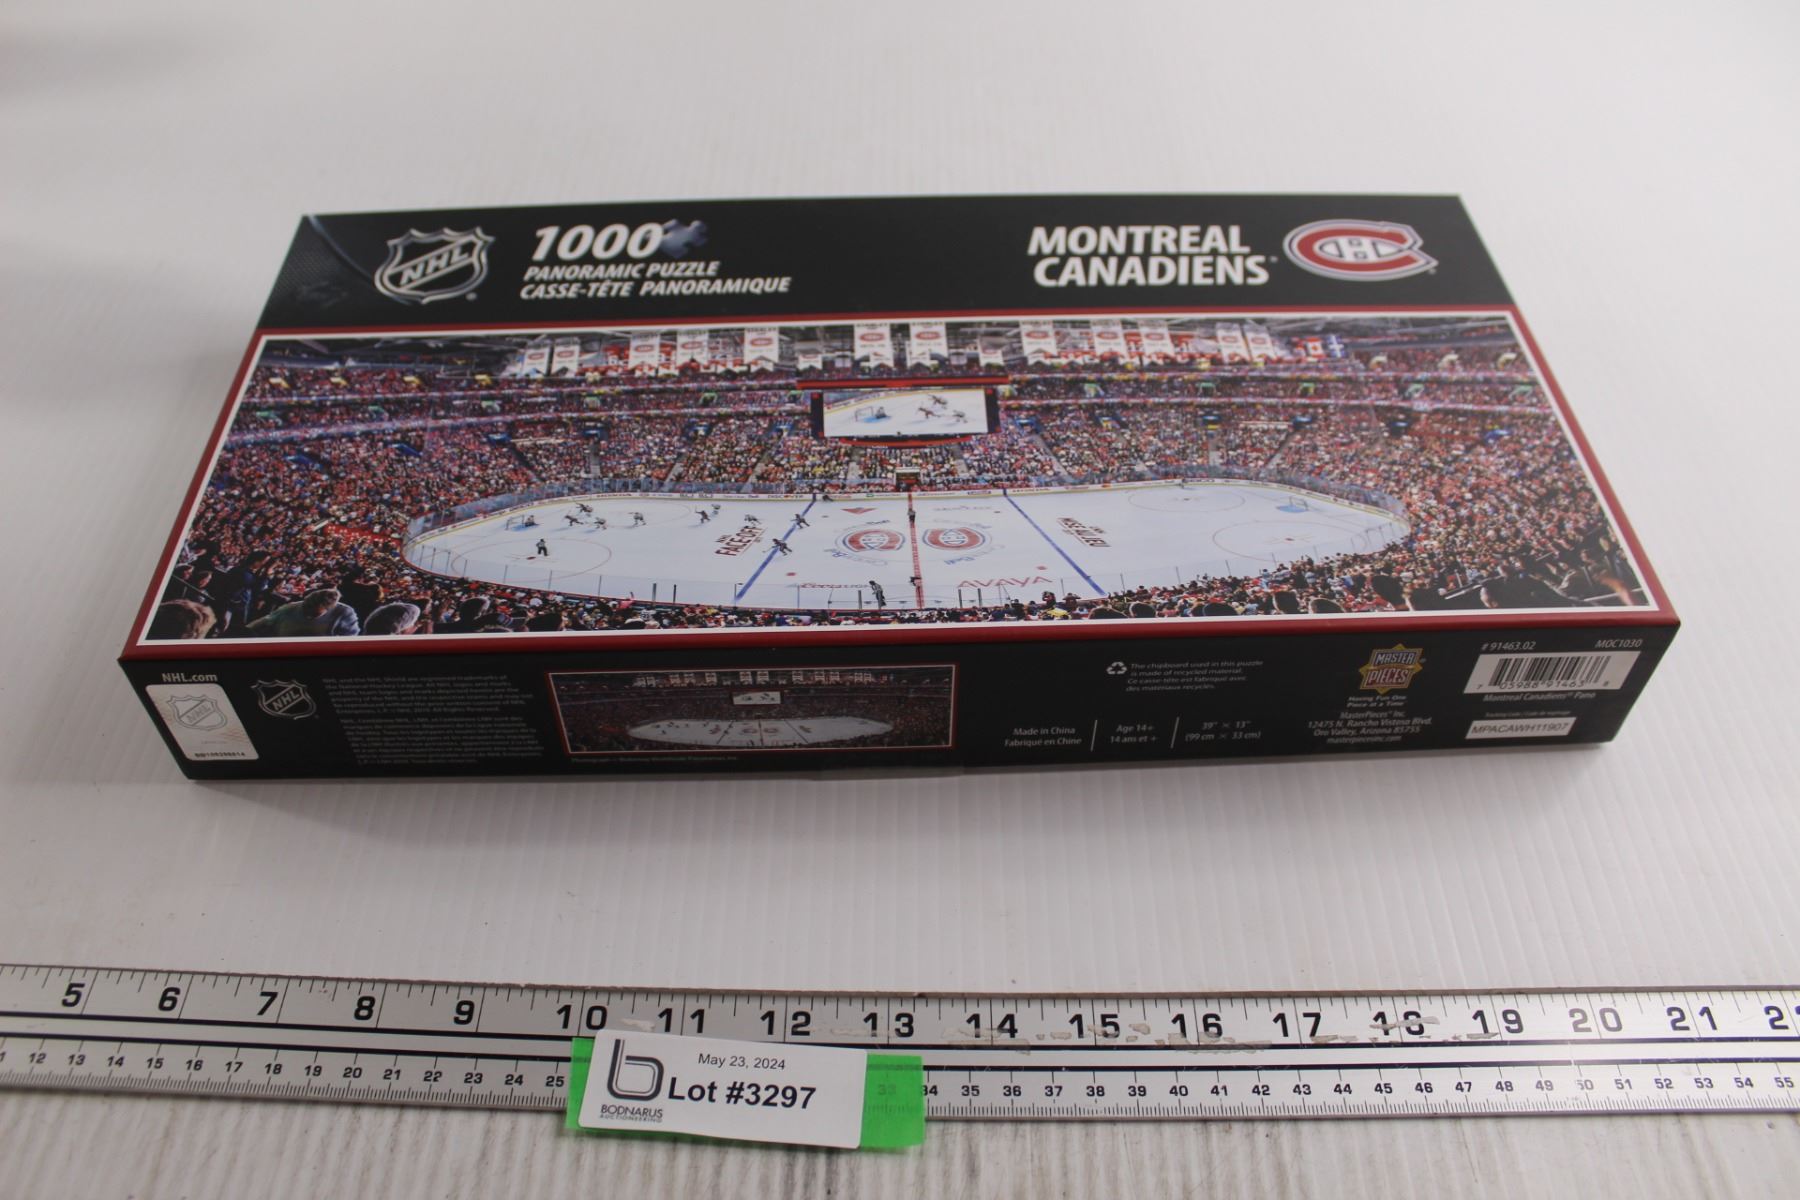 NHL
1000
PANORAMIC PUZZLE
CASSE-TÊTE PANORAMIQUE
MONTREAL
CANADIENS
FACEOFF
AVAYA
NHL.com
NHL
The chipboard used in this puzzle
is made of recycled material.
Ce casse-tête est fabriqué avec
des matériaux recyclés.
Made in China
Fabriqué en Chine
Age 14+
14 ans et +
39" × 13"
(99 cm × 33 cm)
MASTER
PIECES
Having Fun One
Piece at a Time
MasterPieces® Inc.
12475 N. Rancho Vistoso Blvd.
Oro Valley, Arizona 85755
masterpiecesinc.com
# 91463.02 MOC1030
Montreal Canadiens™ Pano
MPACAWH11907
5 6 7 8 9 10 11 12 13 14 15 16 17 18 19 20 21
12 13 14 15 16 17 18 19 20 21 22 23 24 25 33 34 35 36 37 38 39 40 41 42 43 44 45 46 47 48 49 50 51 52 53 54 55
May 23, 2024
b Lot #3297
BODNARUS
AUCTIONEERING